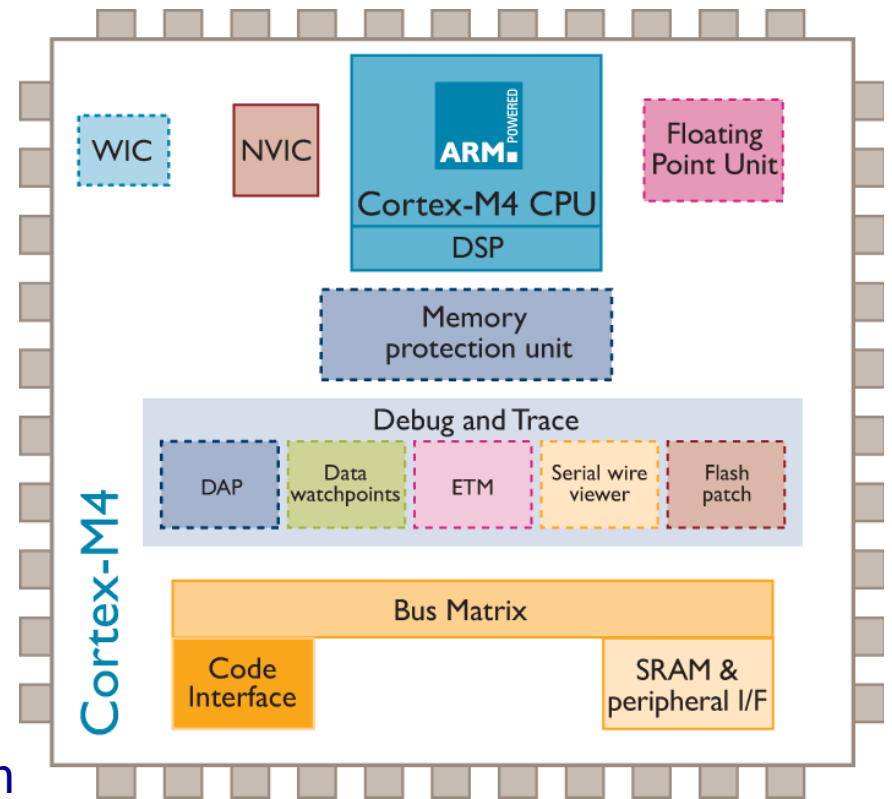 WIC
NVIC
ARM POWERED
Cortex-M4 CPU
DSP
Floating
Point Unit
Memory
protection unit
Debug and Trace
DAP
Data
watchpoints
ETM
Serial wire
viewer
Flash
patch
Cortex-M4
Bus Matrix
Code
Interface
SRAM &
peripheral I/F
n